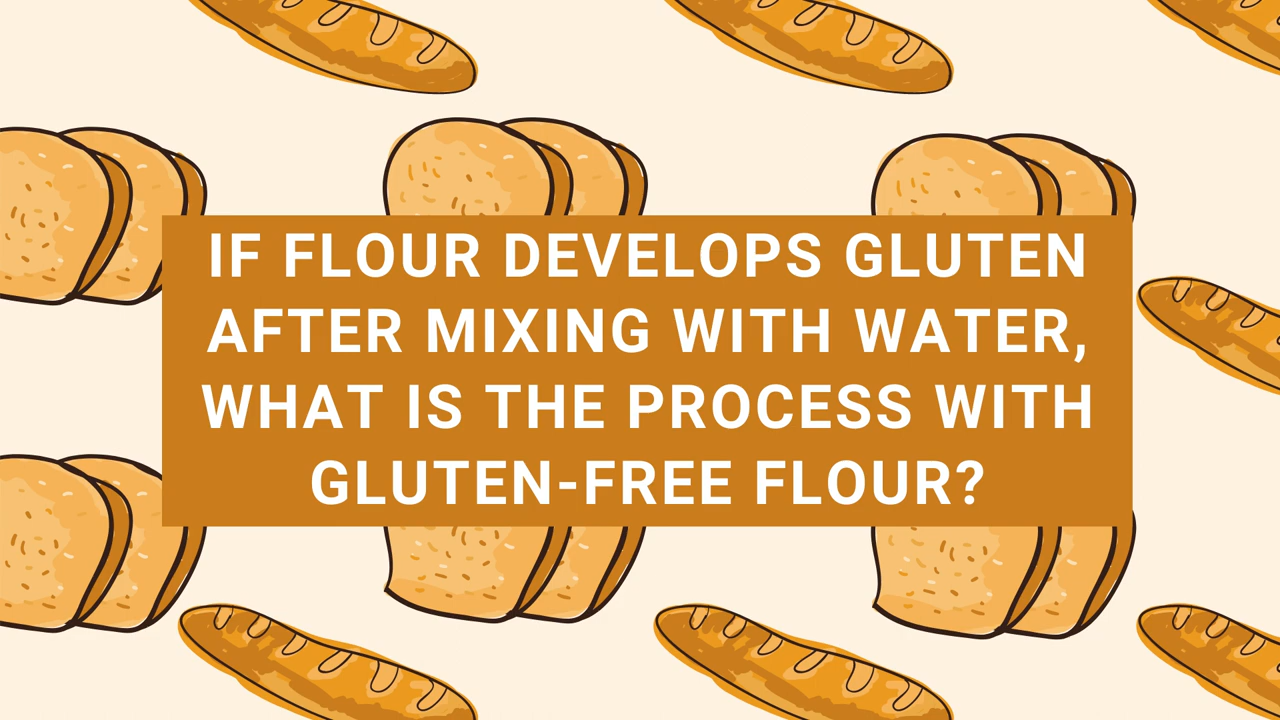 IF FLOUR DEVELOPS GLUTEN
AFTER MIXING WITH WATER,
WHAT IS THE PROCESS WITH
GLUTEN-FREE FLOUR?